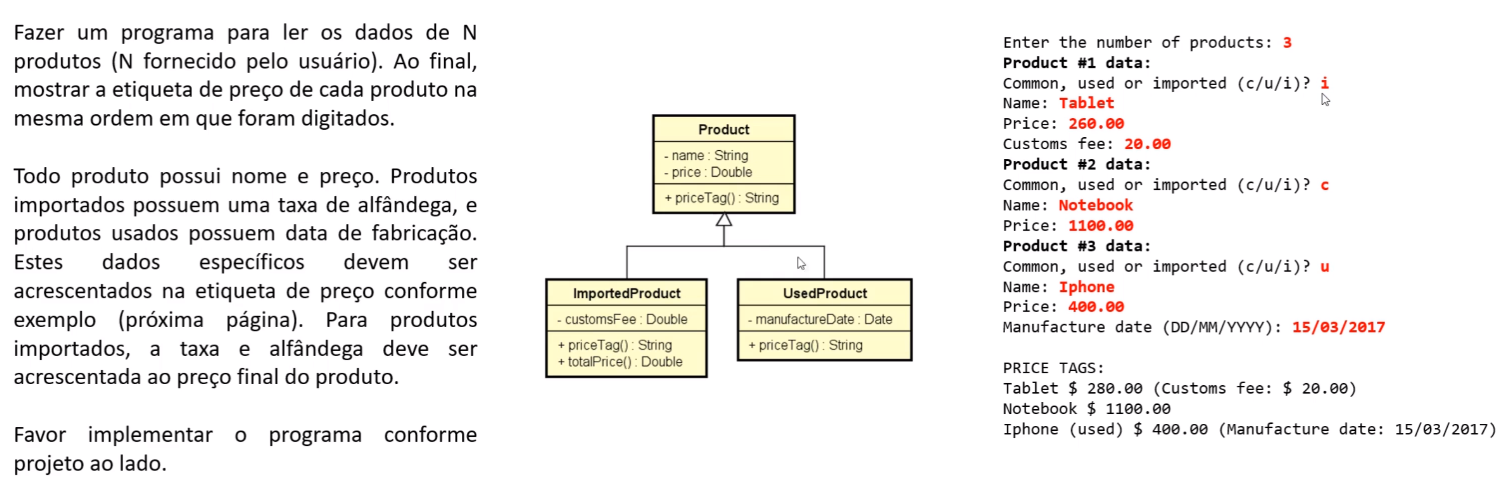 Fazer um programa para ler os dados de N
produtos (N fornecido pelo usuário). Ao final,
mostrar a etiqueta de preço de cada produto na
mesma ordem em que foram digitados.
Todo produto possui nome e preço. Produtos
importados possuem uma taxa de alfândega, e
produtos usados possuem data de fabricação.
Estes dados específicos devem ser
acrescentados na etiqueta de preço conforme
exemplo (próxima página). Para produtos
importados, a taxa e alfândega deve ser
acrescentada ao preço final do produto.
Favor implementar o programa conforme
projeto ao lado.
Product
- name : String
- price : Double
+ priceTag() : String
ImportedProduct
- customsFee : Double
+ priceTag() : String
+ totalPrice() : Double
UsedProduct
- manufactureDate : Date
+ priceTag() : String
Enter the number of products: 3
Product #1 data:
Common, used or imported (c/u/i)? i
Name: Tablet
Price: 260.00
Customs fee: 20.00
Product #2 data:
Common, used or imported (c/u/i)? c
Name: Notebook
Price: 1100.00
Product #3 data:
Common, used or imported (c/u/i)? u
Name: Iphone
Price: 400.00
Manufacture date (DD/MM/YYYY): 15/03/2017
PRICE TAGS:
Tablet $ 280.00 (Customs fee: $ 20.00)
Notebook $ 1100.00
Iphone (used) $ 400.00 (Manufacture date: 15/03/2017)